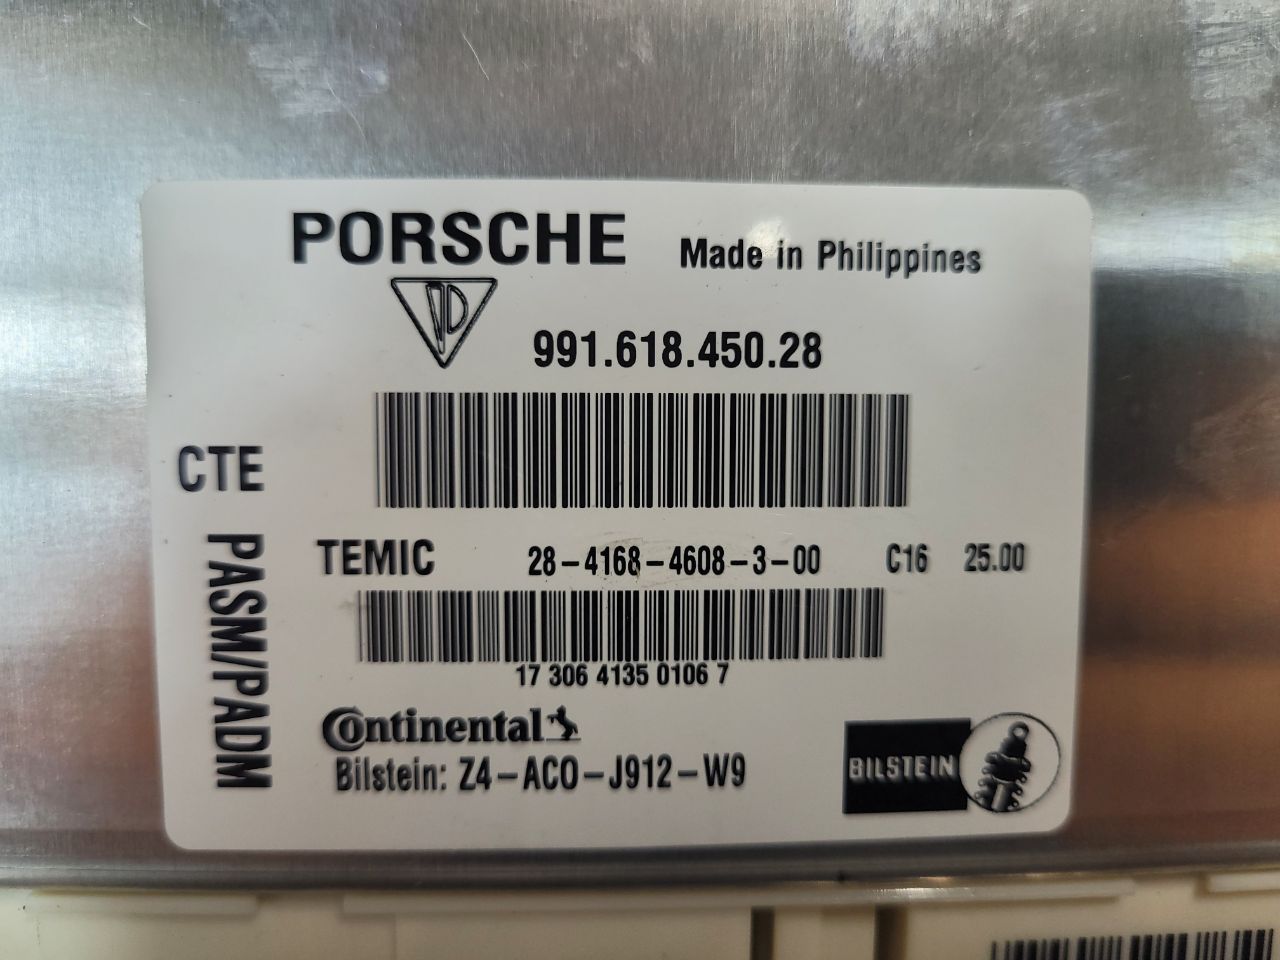 PORSCHE Made in Philippines
991.618.450.28
CTE
PASM/PADM
TEMIC 28-4168-4608-3-00 C16 25.00
17 306 4135 0106 7
Continental
Bilstein: Z4-ACO-J912-W9
BILSTEIN